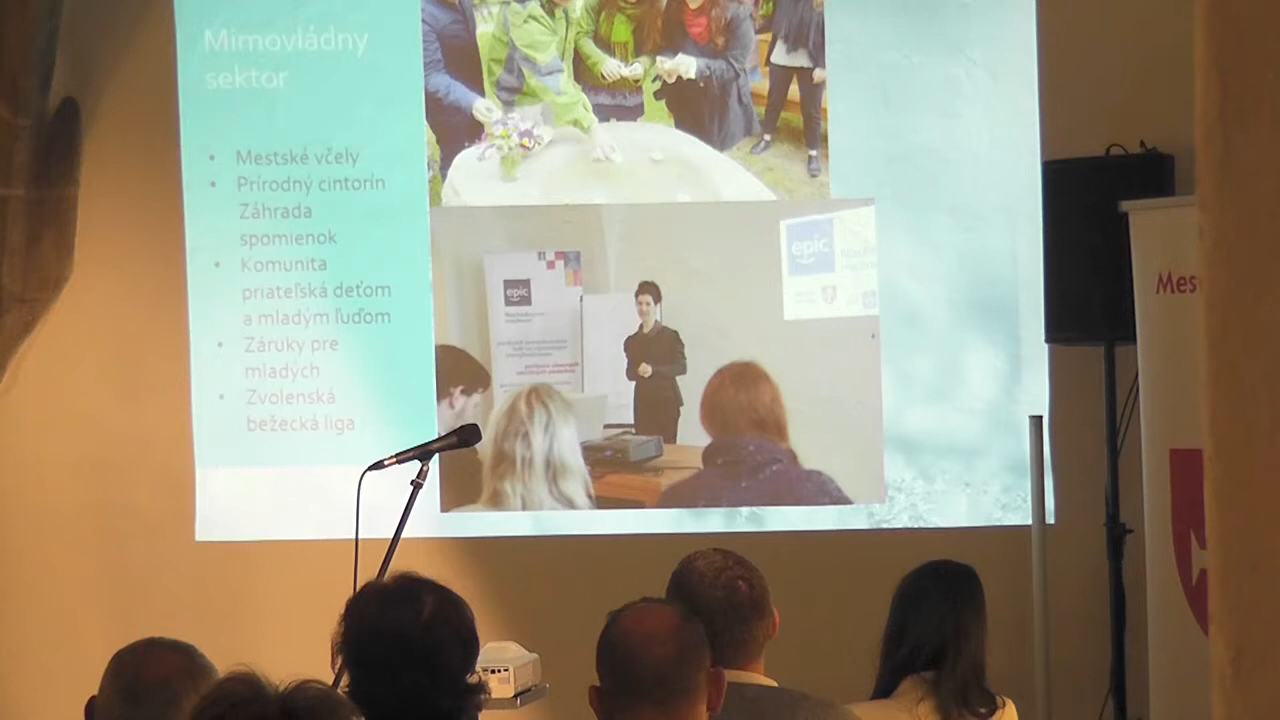 Mimovládny
sektor
• Mestské včely
• Prírodný cintorín
Záhrada
spomienok
• Komunita
priateľská deťom
a mladým ľuďom
• Záruky pre
mladých
• Zvolenská
bežecká liga
epic
epic
Mes